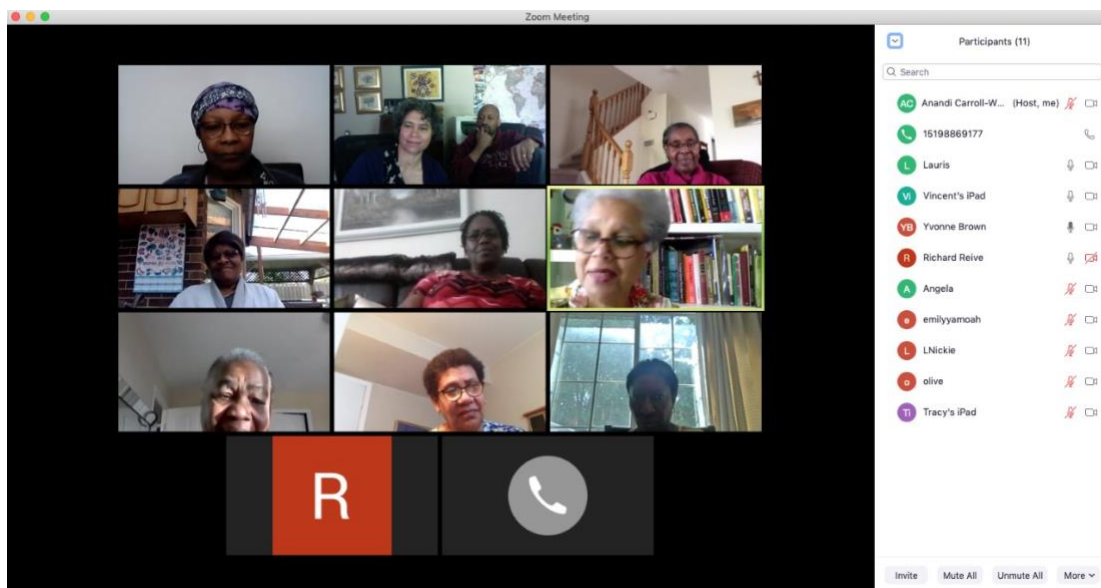 Zoom Meeting
Participants (11)
Search
AC Anandi Carroll-W... (Host, me)
15198869177
L Lauris
Vi Vincent's iPad
YB Yvonne Brown
R Richard Reive
A Angela
e emilyyamoah
L LNickie
o olive
Ti Tracy's iPad
R
Invite Mute All Unmute All More